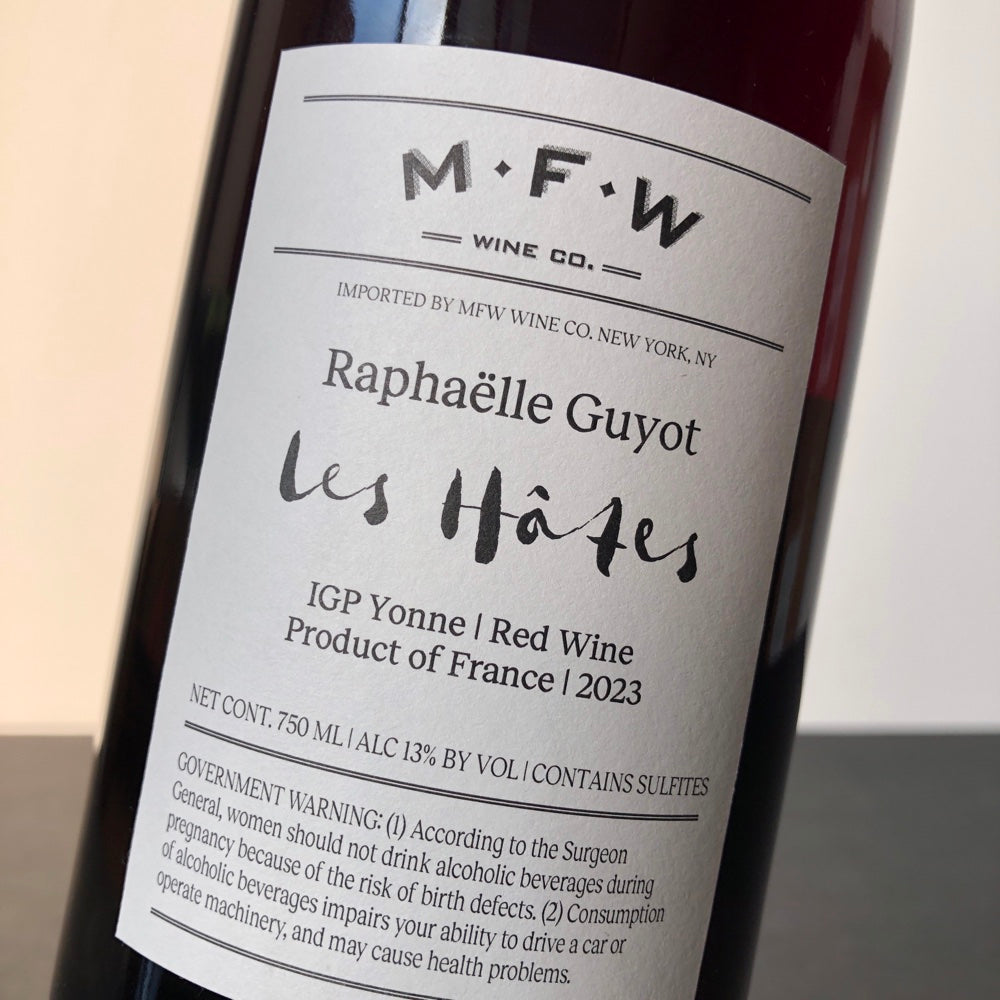 M·F·W
WINE CO.
IMPORTED BY MFW WINE CO. NEW YORK, NY
Raphaëlle Guyot
Les Hâtes
IGP Yonne | Red Wine
Product of France | 2023
NET CONT. 750 ML | ALC 13% BY VOL | CONTAINS SULFITES
GOVERNMENT WARNING: (1) According to the Surgeon
General, women should not drink alcoholic beverages during
pregnancy because of the risk of birth defects. (2) Consumption
of alcoholic beverages impairs your ability to drive a car or
operate machinery, and may cause health problems.